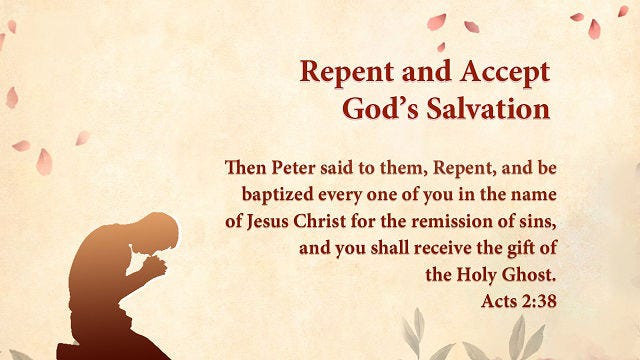 Repent and Accept
God’s Salvation
Then Peter said to them, Repent, and be
baptized every one of you in the name
of Jesus Christ for the remission of sins,
and you shall receive the gift of
the Holy Ghost.
Acts 2:38